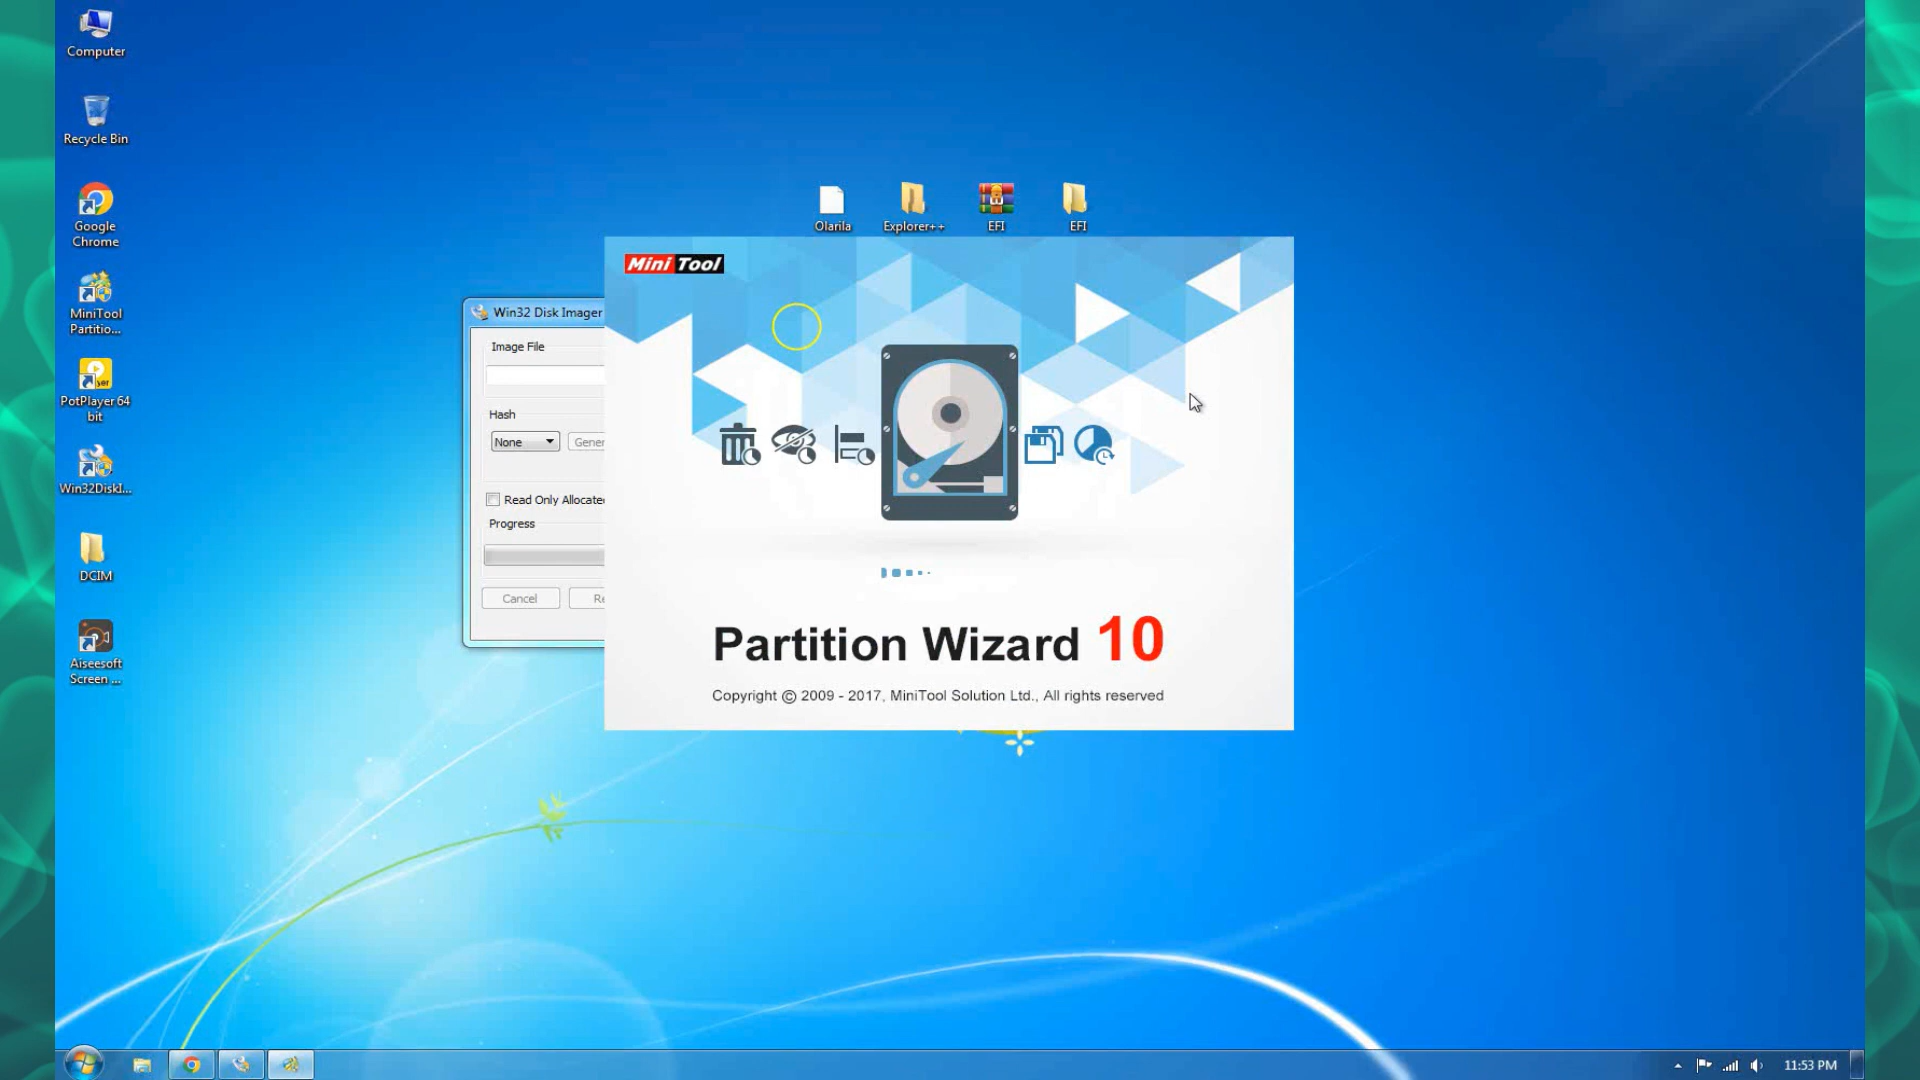 Computer
Recycle Bin
Google
Chrome
MiniTool
Partitio...
PotPlayer 64
bit
Win32DiskI...
DCIM
Aiseesoft
Screen ...
Olarila
Explorer++
EFI
EFI
Win32 Disk Imager
Image File
Hash
None
Gener
Read Only Allocated
Progress
Cancel
Re
Mini Tool
Partition Wizard 10
Copyright © 2009 - 2017, MiniTool Solution Ltd., All rights reserved
11:53 PM